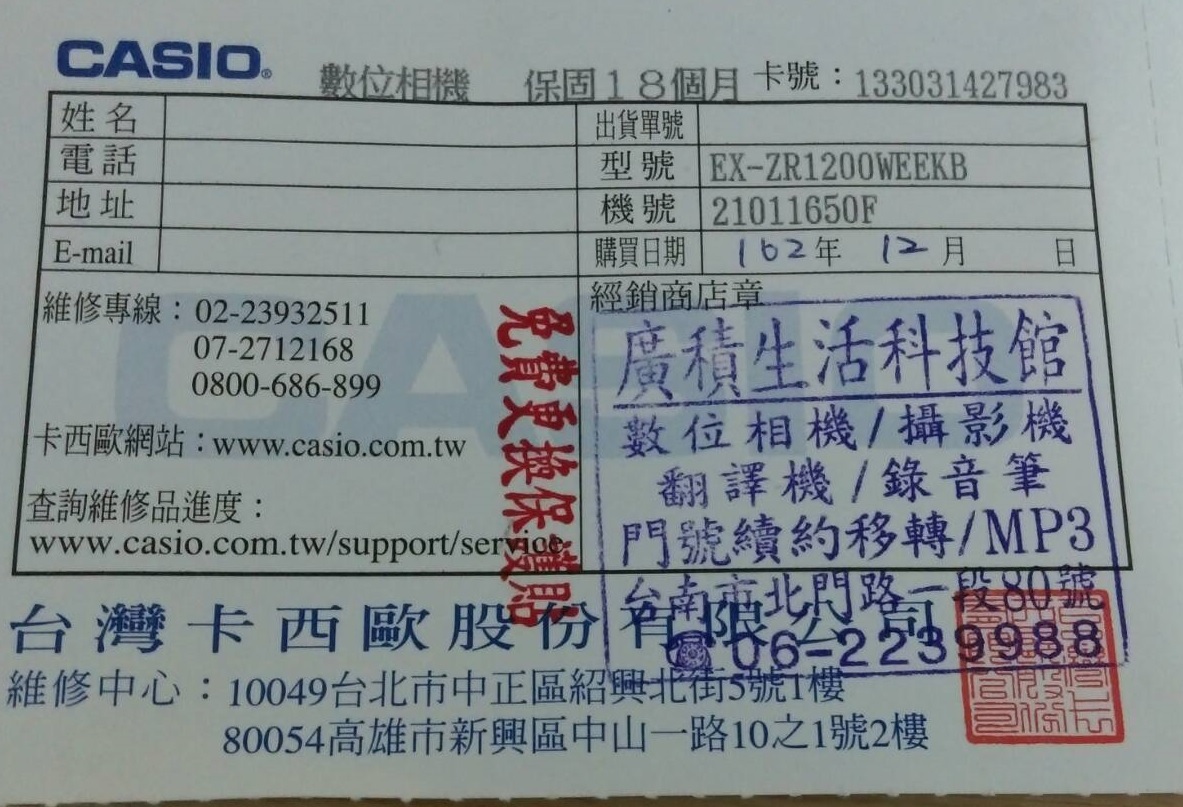 CASIO® 數位相機 保固18個月 卡號：133031427983
姓名 出貨單號
電話 型號 EX-ZR1200WEEKB
地址 機號 21011650F
E-mail 購買日期 102年 12月 日
維修專線：02-23932511
07-2712168
0800-686-899
卡西歐網站：www.casio.com.tw
查詢維修品進度：
www.casio.com.tw/support/service
免費更換保護貼
經銷商店章
廣積生活科技館
數位相機/攝影機
翻譯機/錄音筆
門號續約移轉/MP3
台南市北門路一段80號
☎06-2239988
台灣卡西歐股份有限公司
維修中心：10049台北市中正區紹興北街5號1樓
80054高雄市新興區中山一路10之1號2樓